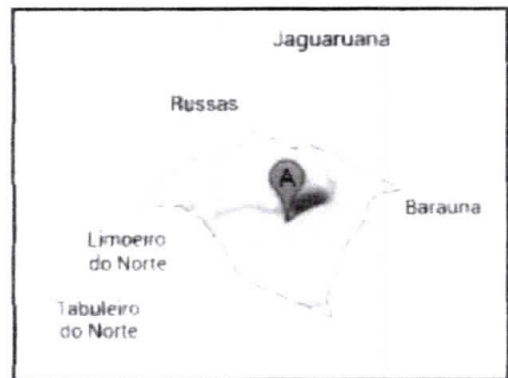 Jaguaruana
Russas
A
Barauna
Limoeiro
do Norte
Tabuleiro
do Norte